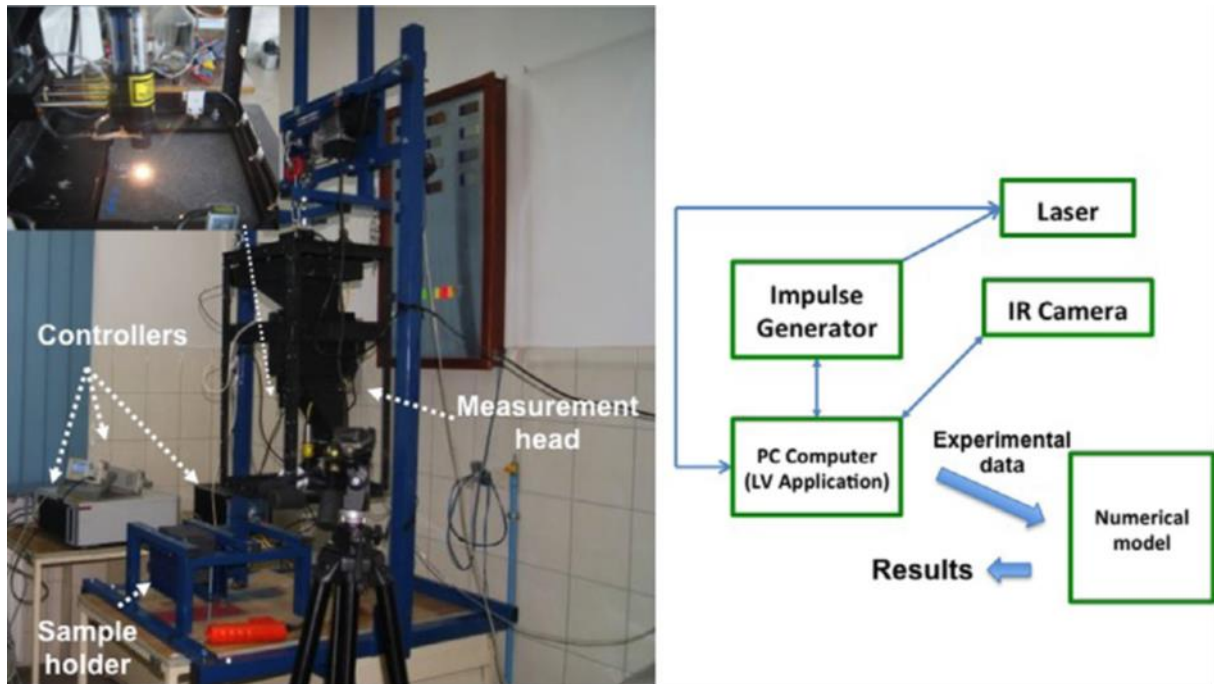 Controllers
Measurement
head
Sample
holder
Laser
Impulse
Generator
IR Camera
PC Computer
(LV Application)
Experimental
data
Numerical
model
Results